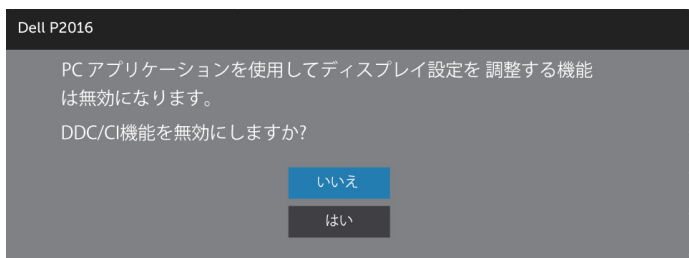 Dell P2016
PC アプリケーションを使用してディスプレイ設定を 調整する機能
は無効になります。
DDC/CI機能を無効にしますか?
いいえ
はい